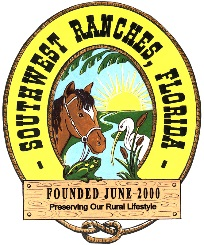 - SOUTHWEST RANCHES, FLORIDA -
FOUNDED JUNE 2000
Preserving Our Rural Lifestyle